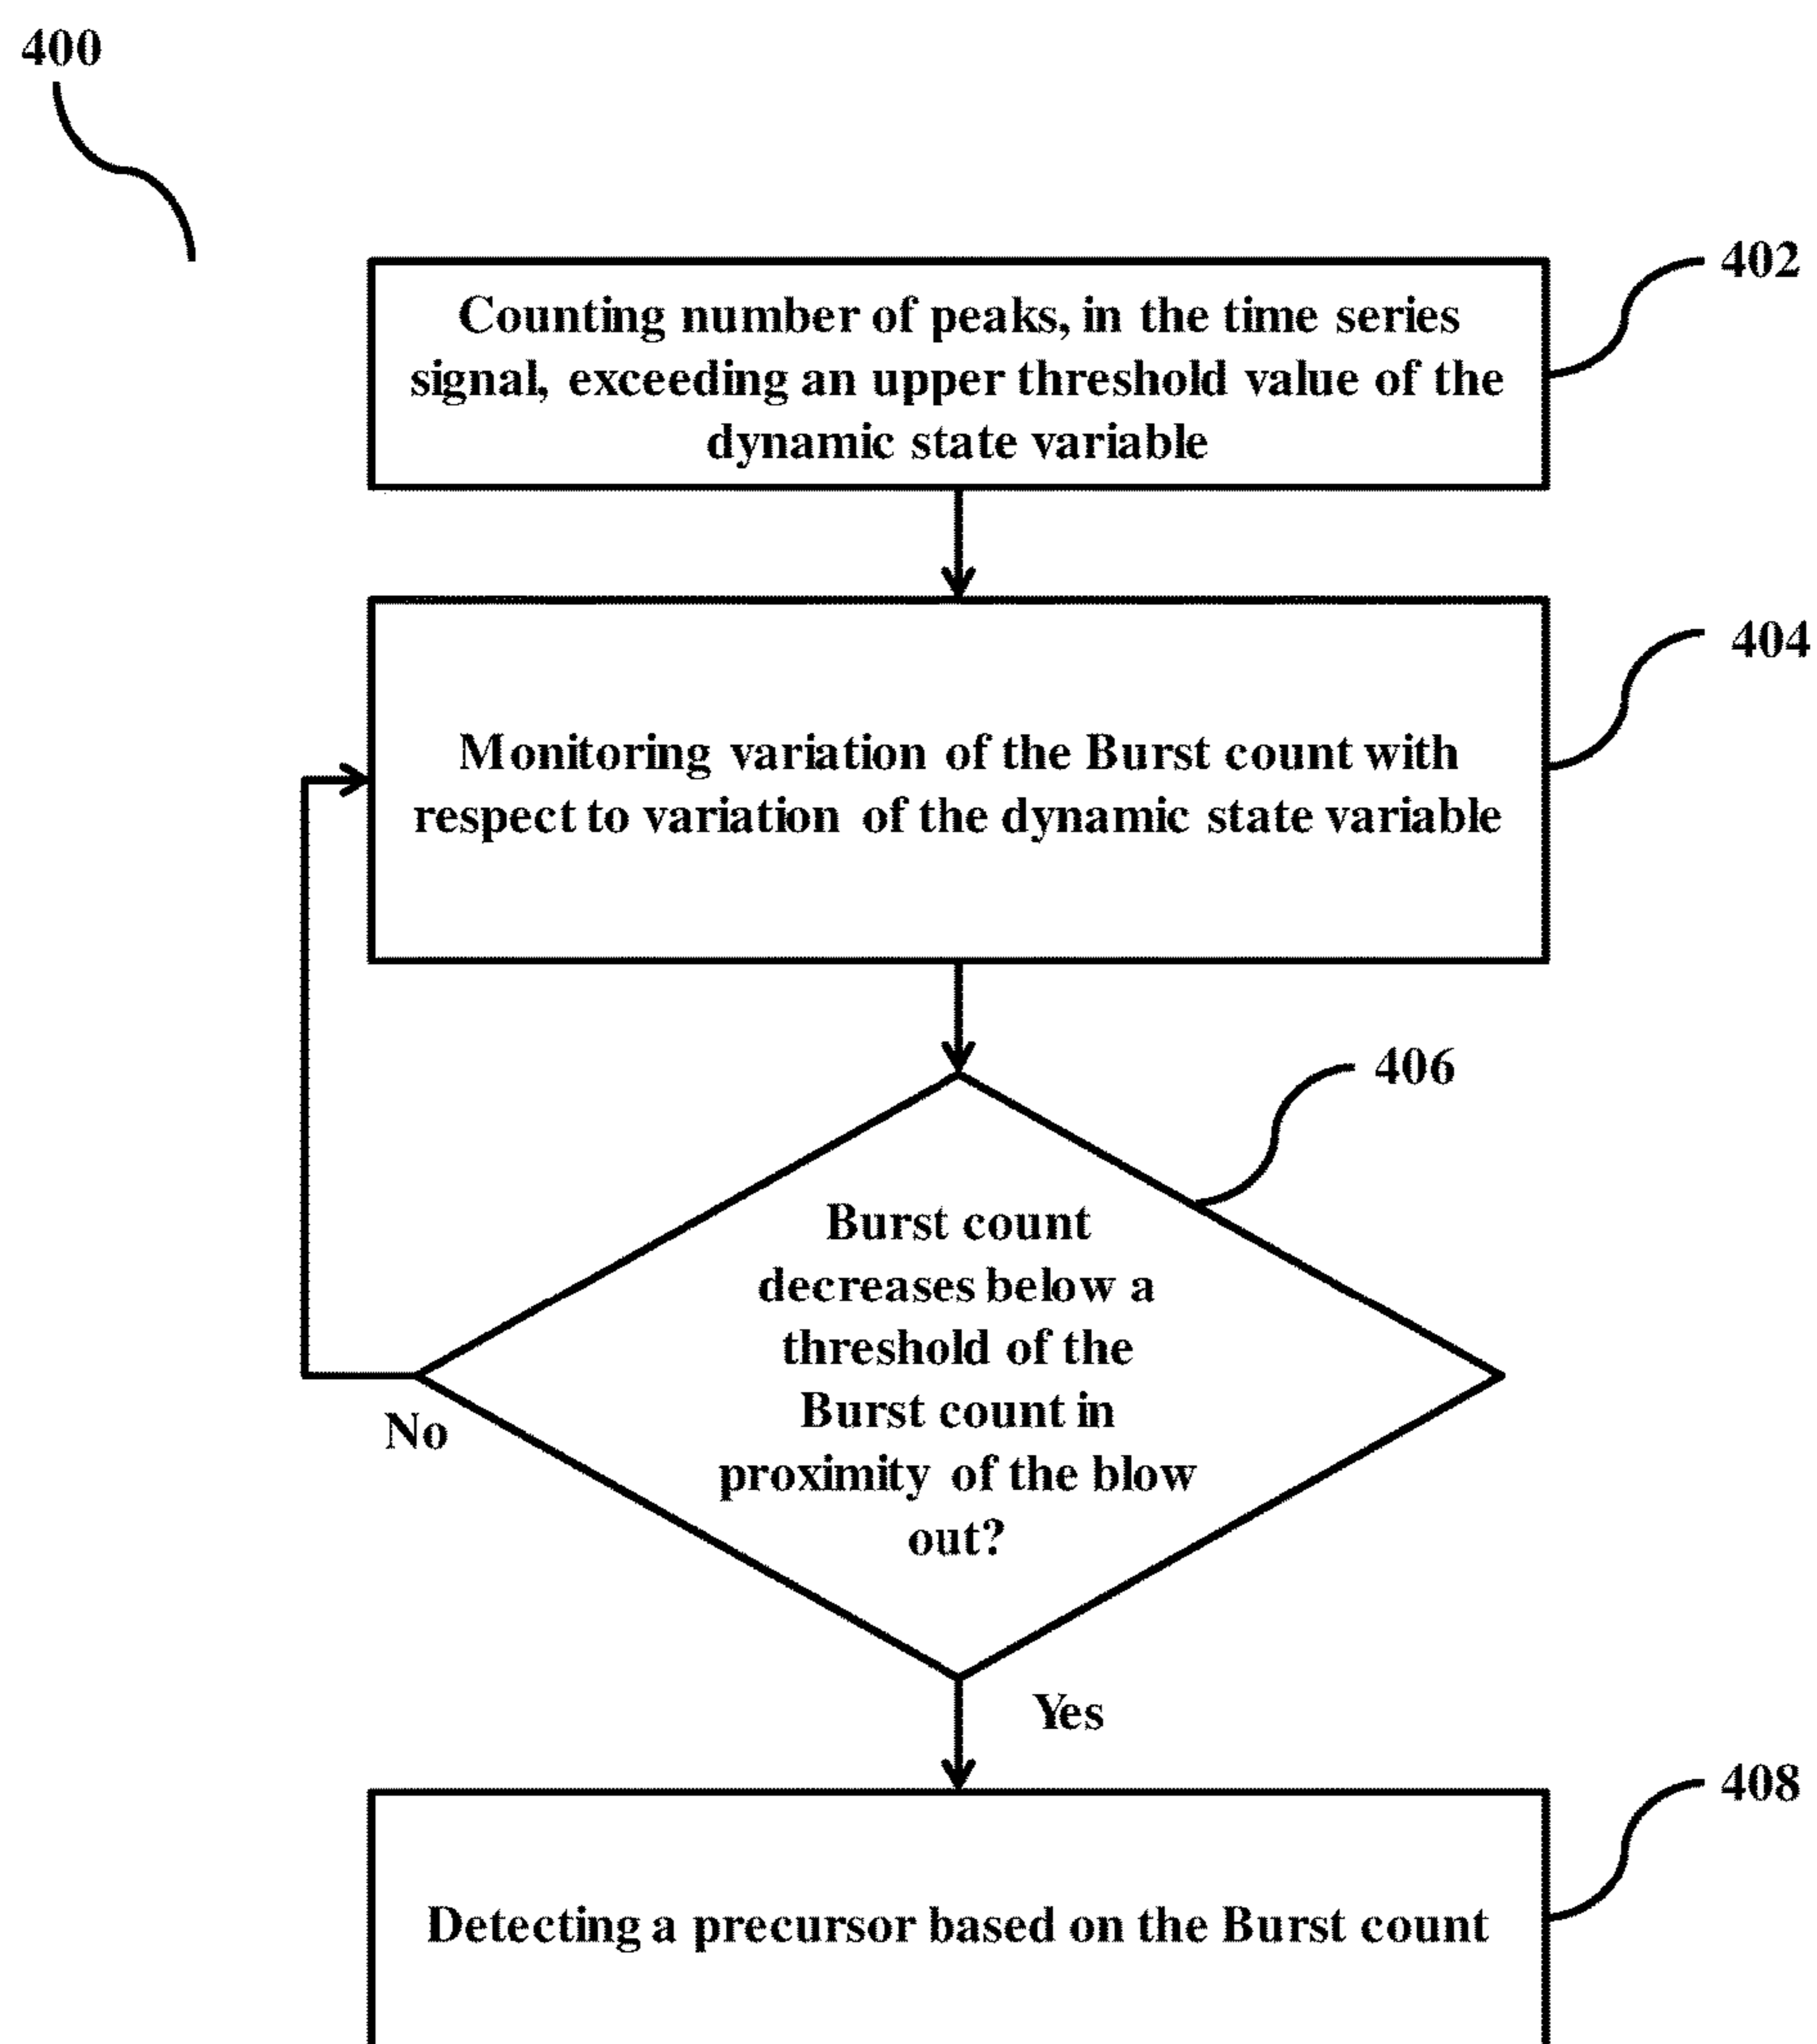 400
402
Counting number of peaks, in the time series
signal, exceeding an upper threshold value of the
dynamic state variable
404
Monitoring variation of the Burst count with
respect to variation of the dynamic state variable
406
Burst count
decreases below a
threshold of the
Burst count in
proximity of the blow
out?
No
Yes
408
Detecting a precursor based on the Burst count